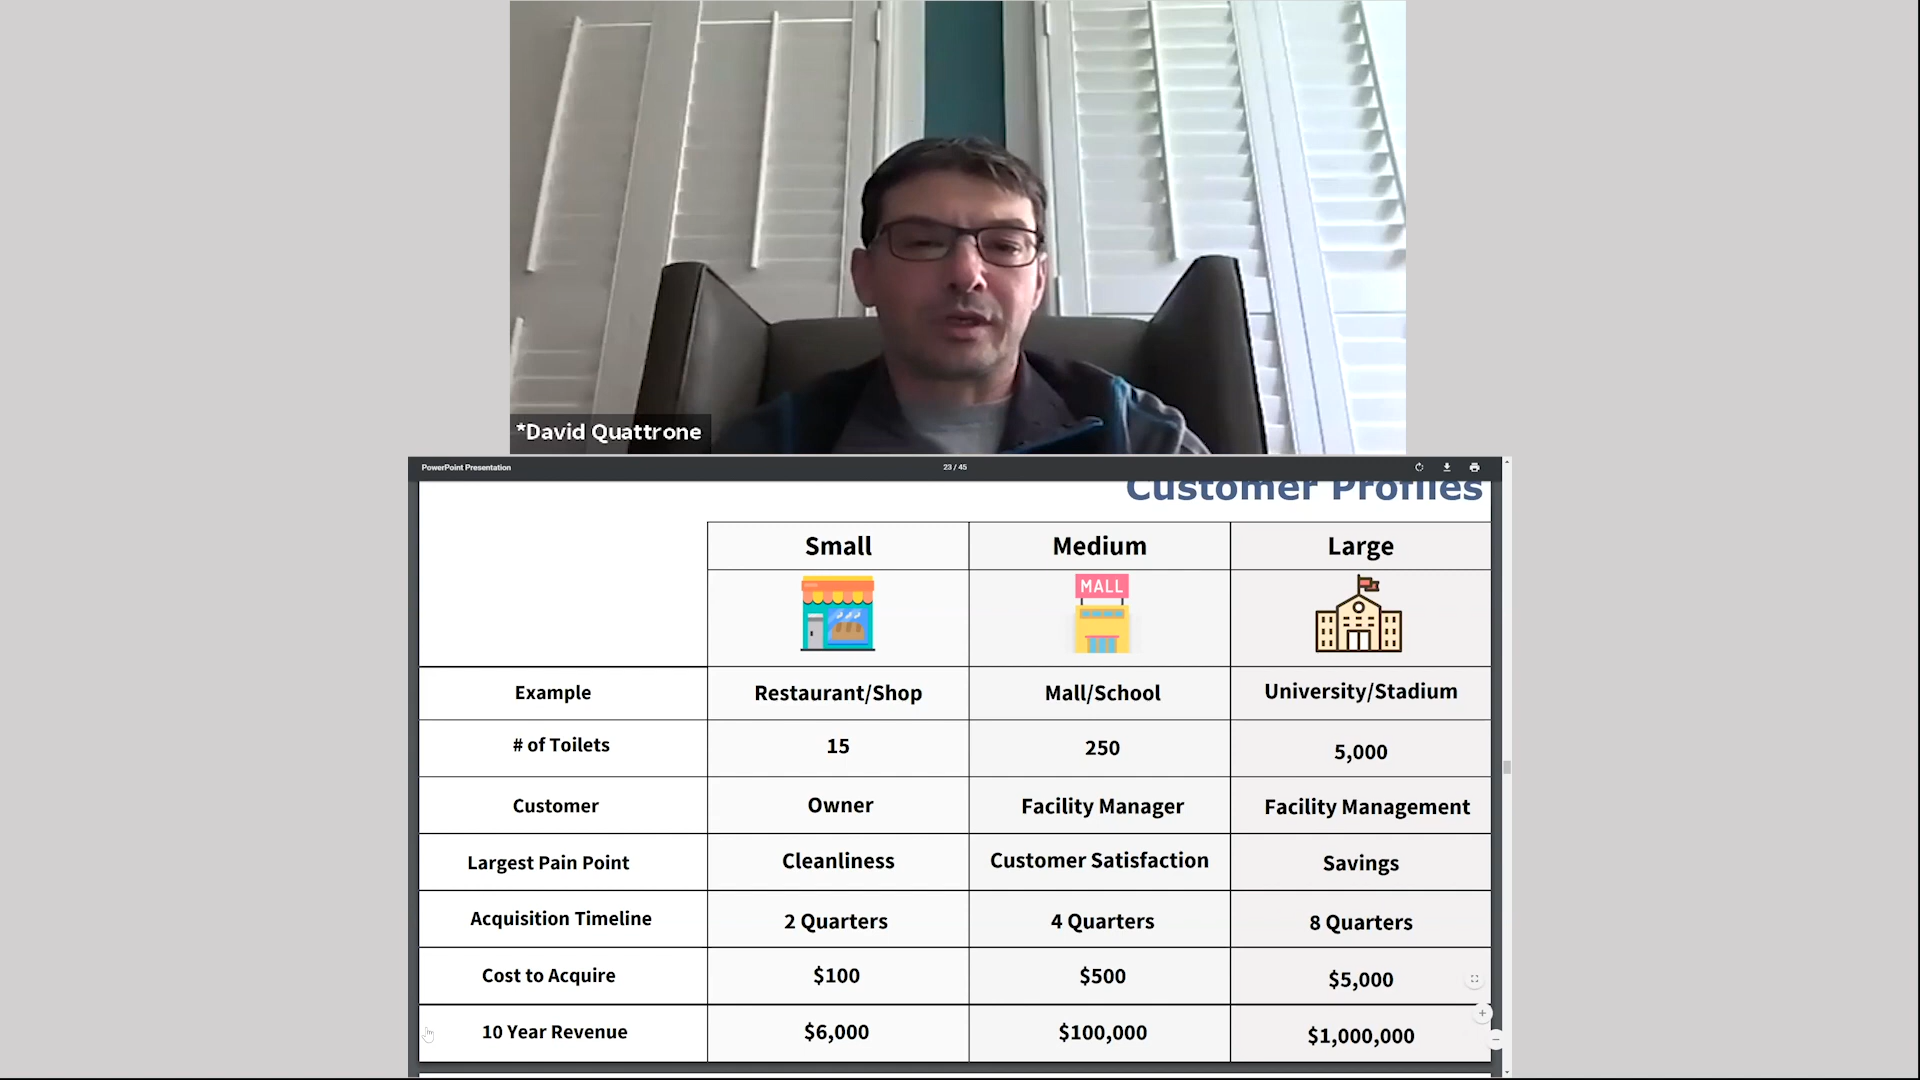 *David Quattrone
PowerPoint Presentation
23 / 45
Customer Profiles
Small Medium Large
MALL
Example Restaurant/Shop Mall/School University/Stadium
# of Toilets 15 250 5,000
Customer Owner Facility Manager Facility Management
Largest Pain Point Cleanliness Customer Satisfaction Savings
Acquisition Timeline 2 Quarters 4 Quarters 8 Quarters
Cost to Acquire $100 $500 $5,000
10 Year Revenue $6,000 $100,000 $1,000,000